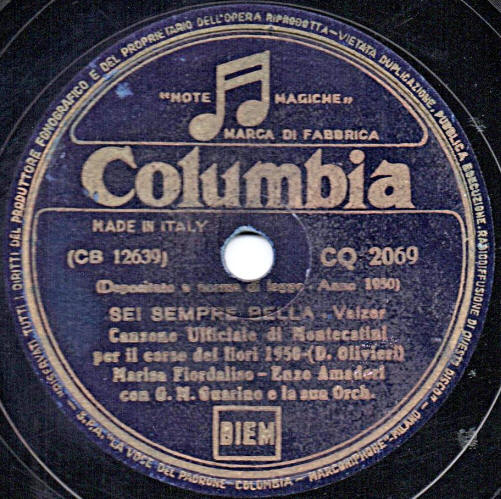 TUTTI I DIRITTI DEL PRODUTTORE FONOGRAFICO E DEL PROPRIETARIO DELL'OPERA RIPRODOTTA - VIETATA DUPLICAZIONE, PUBBLICA ESECUZIONE, RADIODIFFUSIONE DI QUESTO DISCO
"NOTE MAGICHE"
MARCA DI FABBRICA
Columbia
MADE IN ITALY
(CB 12639) CQ 2069
(Depositato a norma di legge - Anno 1950)
SEI SEMPRE BELLA - Valzer
Canzone Ufficiale di Montecatini
per il corso dei fiori 1950 - (D. Olivieri)
Marisa Fiordaliso - Enzo Amadori
con G. M. Guarino e la sua Orch.
BIEM
S.P.A. "LA VOCE DEL PADRONE - COLUMBIA - MARCONIPHONE" - MILANO -